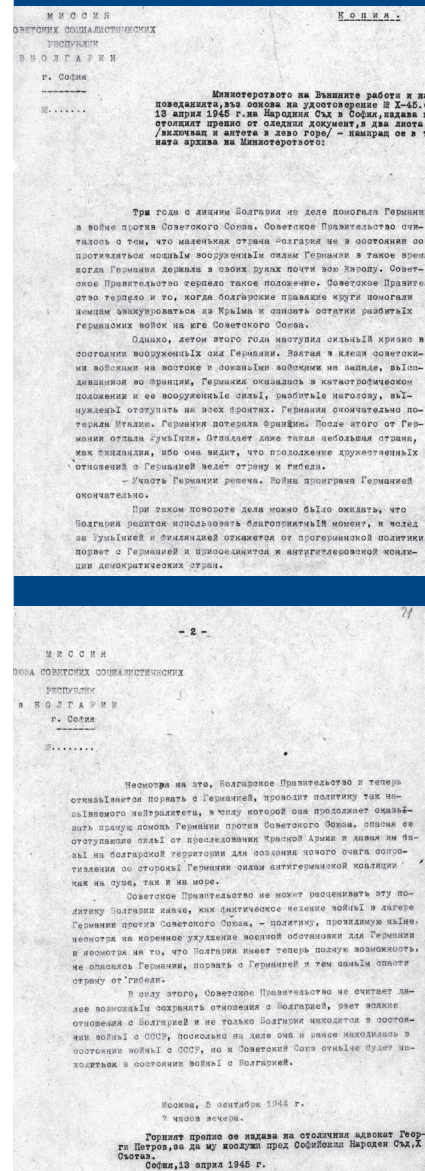 М И С С И Я
ОВЕТСКИХ СОЦИАЛИСТИЧЕСКИХ
РЕСПУБЛИК
В Б О Л Г А Р И И
г. София
№.......
К о п и я .
Министерството на Външните работи и на
поведанията,въз основа на удостоверение № Х-45.
13 април 1945 г.на Народния Съд в София,издава
стоящият препис от следния документ,в два листа
/включващ и антета в лево горе/ – намиращ се в
ната архива на Министерството:
Три года с лишним Болгария на деле помогала Германи
в войне против Советского Союза. Советское Правительство счи-
талось с тем, что маленькая страна Болгария не в состоянии со
противляться мощнЫм вооруженнЫм силам Германии в такое врем
когда Германия держала в своих руках почти всю Европу. Совет-
ское Правительство терпело такое положение. Советское Правите
ство терпело и то, когда болгарские правящие круги помогали
немцам эвакуироваться из КрЫма и спасать остатки разбитЫх
германских войск на юге Советского Союза.
Однако, летом этого года наступил сильнЫй кризис в
состоянии вооруженнЫх сил Германии. Взятая в клещи советски-
ми войсками на востоке и союзнЫми войсками на западе, вЫса-
дившимися во Франции, Германия оказалась в катастрофическом
положении и ее вооруженнЫе силЫ, разбитЫе наголову, вЫ-
нужденЫ отступать на всех фронтах. Германия окончательно по-
теряла Италию. Германия потеряла Францию. После этого от Гер-
мании отпала РумЫния. Отпадает даже такая небольшая страна,
как Финляндия, ибо она видит, что продолжение дружественнЫх
отношений с Германией ведет страну к гибели.
Участь Германии решена. Война проиграна Германией
окончательно.
При таком повороте дела можно бЫло ожидать, что
Болгария решится использовать благоприятнЫй момент, и вслед
за РумЫнией и Финляндией откажется от прогерманской политики
порвет с Германией и присоединится к антигитлеровской коали-
ции демократических стран.
- 2 -
21
М И С С И Я
ОЮЗА СОВЕТСКИХ СОЦИАЛИСТИЧЕСКИХ
РЕСПУБЛИК
В Б О Л Г А Р И И
г. София
№........
Несмотря на это, Болгарское Правительство и теперь
отказЫвается порвать с Германией, проводит политику так на-
зЫваемого нейтралитета, в силу которой она продолжает оказЫ-
вать прямую помощь Германии против Советского Союза, спасая ее
отступающие силЫ от преследования Красной Армии и давая им ба-
зЫ на болгарской территории для создания нового очага сопро-
тивления со сторонЫ Германии силам антигерманской коалиции
как на суше, так и на море.
Советское Правительство не может расценивать эту по-
литику Болгарии иначе, как фактическое ведение войнЫ в лагере
Германии против Советского Союза, - политику, проводимую нЫне,
несмотря на коренное ухудшение военной обстановки для Германии
и несмотря на то, что Болгария имеет теперь полную возможность,
не опасаясь Германии, порвать с Германией и тем самЫм спасти
страну от гибели.
В силу этого, Советское Правительство не считает да-
лее возможнЫм сохранять отношения с Болгарией, рвет всякие
отношения с Болгарией и не только Болгария находится в состоя-
нии войнЫ с СССР, поскольку на деле она и ранее находилась в
состоянии войнЫ с СССР, но и Советский Союз отнЫне будет на-
ходиться в состоянии войнЫ с Болгарией.
Москва, 5 сентября 1944 г.
7 часов вечера.
Горният препис се издава на столичния адвокат Геор-
ги Петров,за да му послужи пред Софийския Народен Съд,Х
Състав.
София,13 април 1945 г.